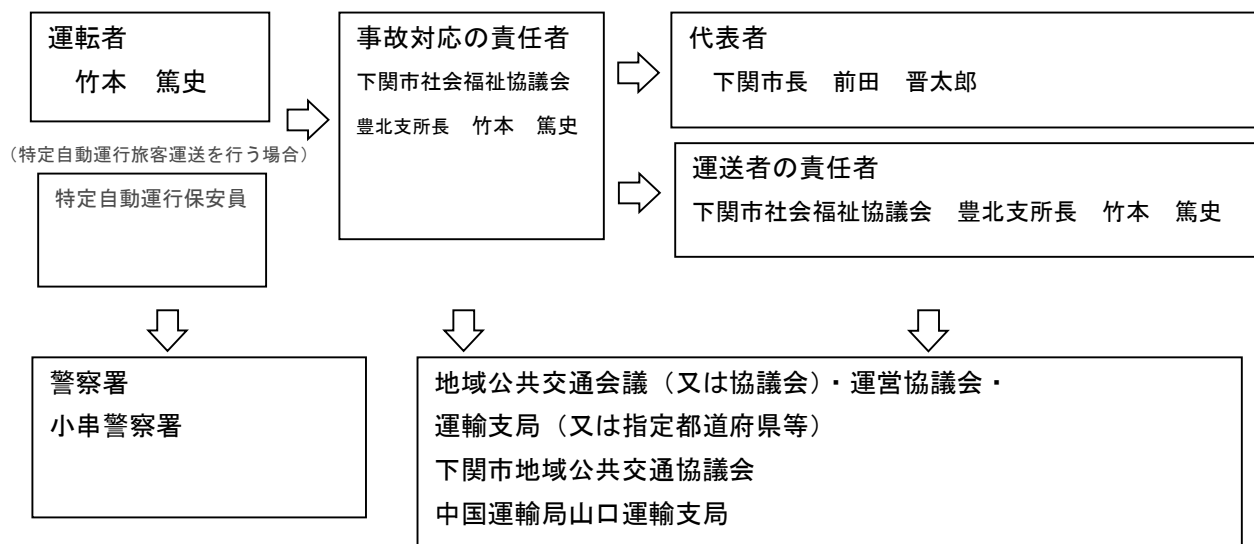 運転者
竹本　篤史
（特定自動運行旅客運送を行う場合）
特定自動運行保安員
事故対応の責任者
下関市社会福祉協議会
豊北支所長　竹本　篤史
代表者
下関市長　前田　晋太郎
運送者の責任者
下関市社会福祉協議会　豊北支所長　竹本　篤史
警察署
小串警察署
地域公共交通会議（又は協議会）・運営協議会・
運輸支局（又は指定都道府県等）
下関市地域公共交通協議会
中国運輸局山口運輸支局